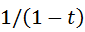 1/(1 − t)